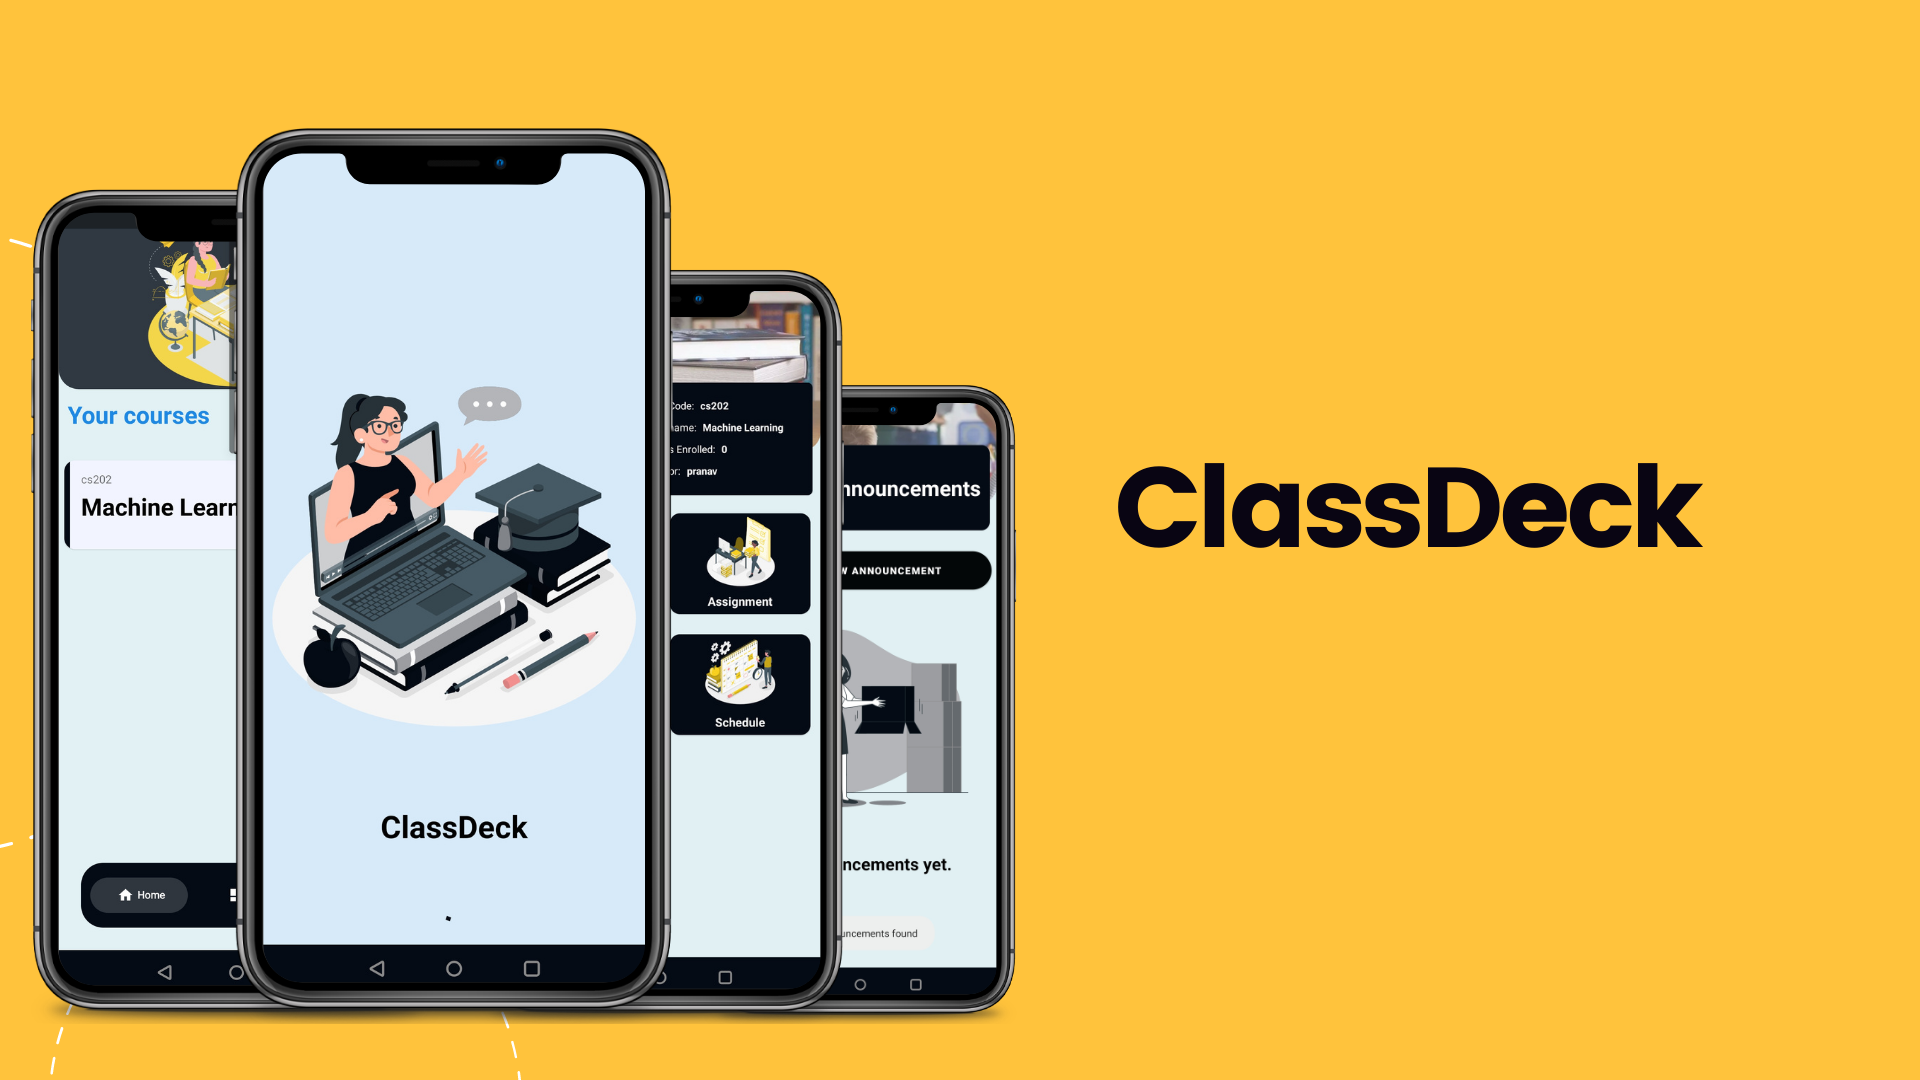 Your courses
cs202
Machine Learn
Home
ClassDeck
Code: cs202
ame: Machine Learning
s Enrolled: 0
or: pranav
Assignment
Schedule
nnouncements
W ANNOUNCEMENT
ncements yet.
uncements found
ClassDeck